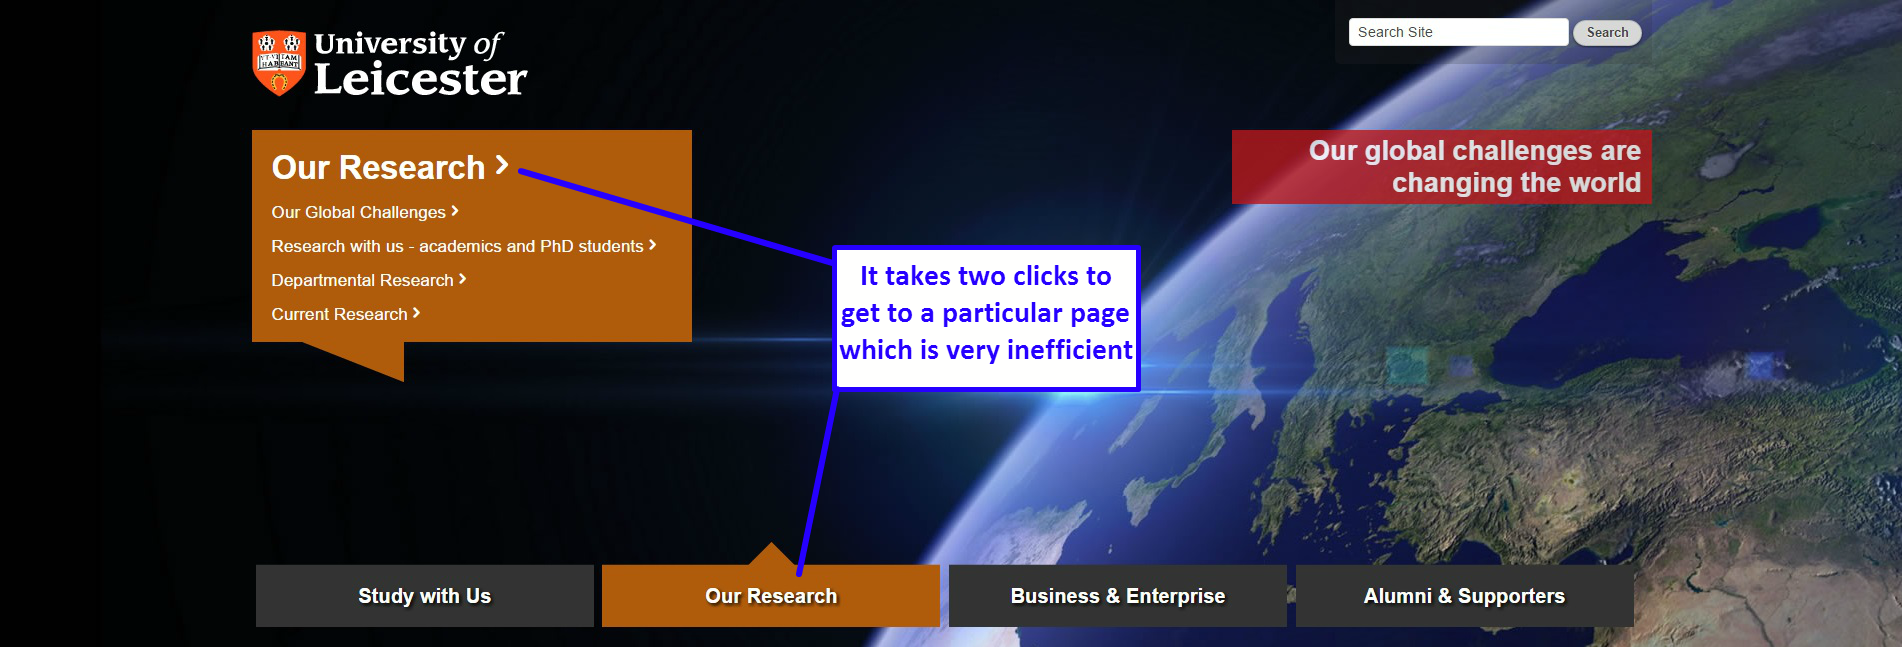 University of
Leicester
Search Site
Search
Our Research
Our Global Challenges
Research with us - academics and PhD students
Departmental Research
Current Research
Our global challenges are
changing the world
It takes two clicks to
get to a particular page
which is very inefficient
Study with Us
Our Research
Business & Enterprise
Alumni & Supporters